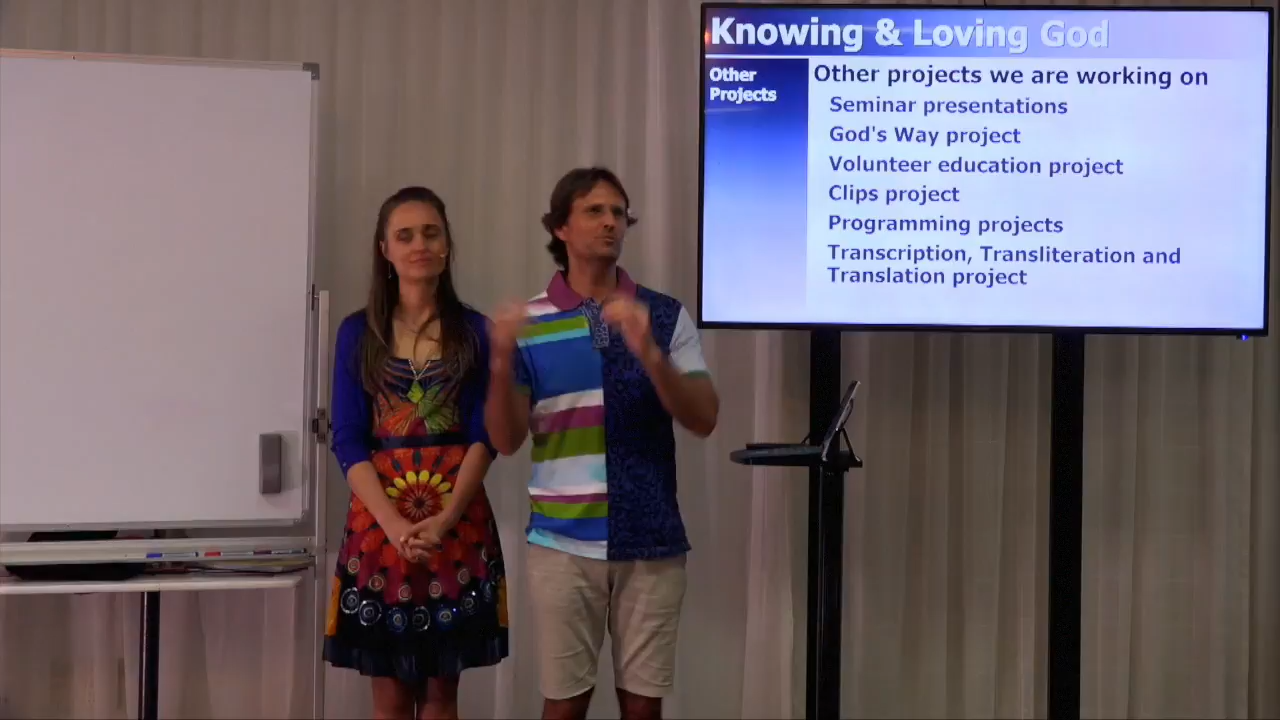 Knowing & Loving God
Other
Projects
Other projects we are working on
Seminar presentations
God's Way project
Volunteer education project
Clips project
Programming projects
Transcription, Transliteration and
Translation project